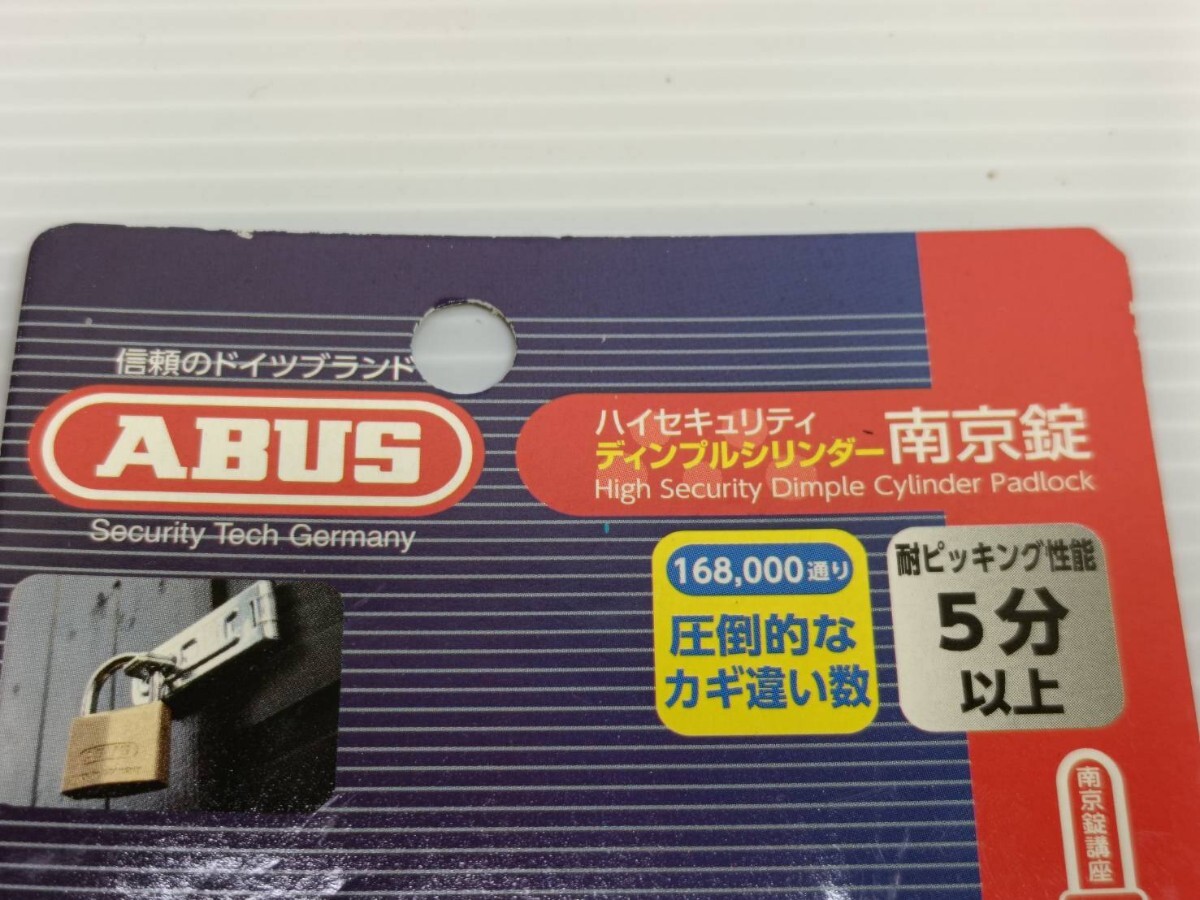 信頼のドイツブランド
ABUS
Security Tech Germany
ハイセキュリティ
ディンプルシリンダー南京錠
High Security Dimple Cylinder Padlock
168,000通り
圧倒的な
カギ違い数
耐ピッキング性能
5分
以上
南京錠講座